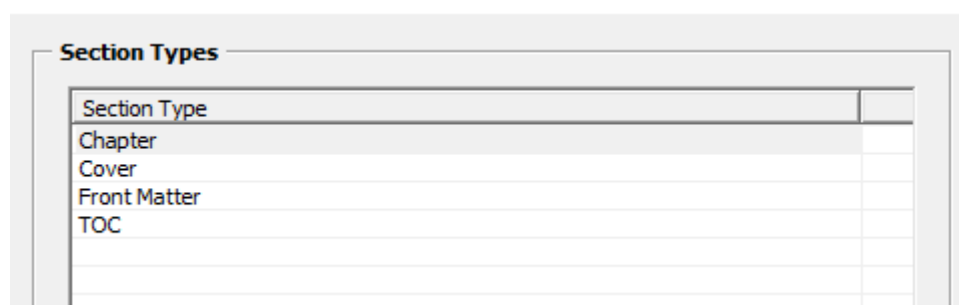 Section Types
Section Type
Chapter
Cover
Front Matter
TOC